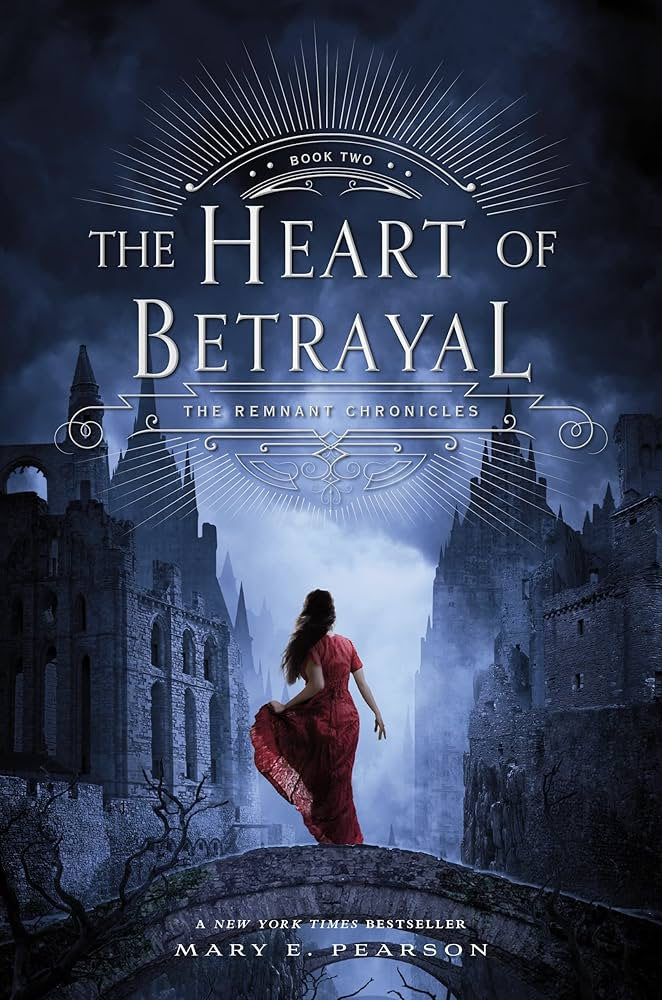 BOOK TWO
THE HEART OF
BETRAYAL
THE REMNANT CHRONICLES
A NEW YORK TIMES BESTSELLER
MARY E. PEARSON